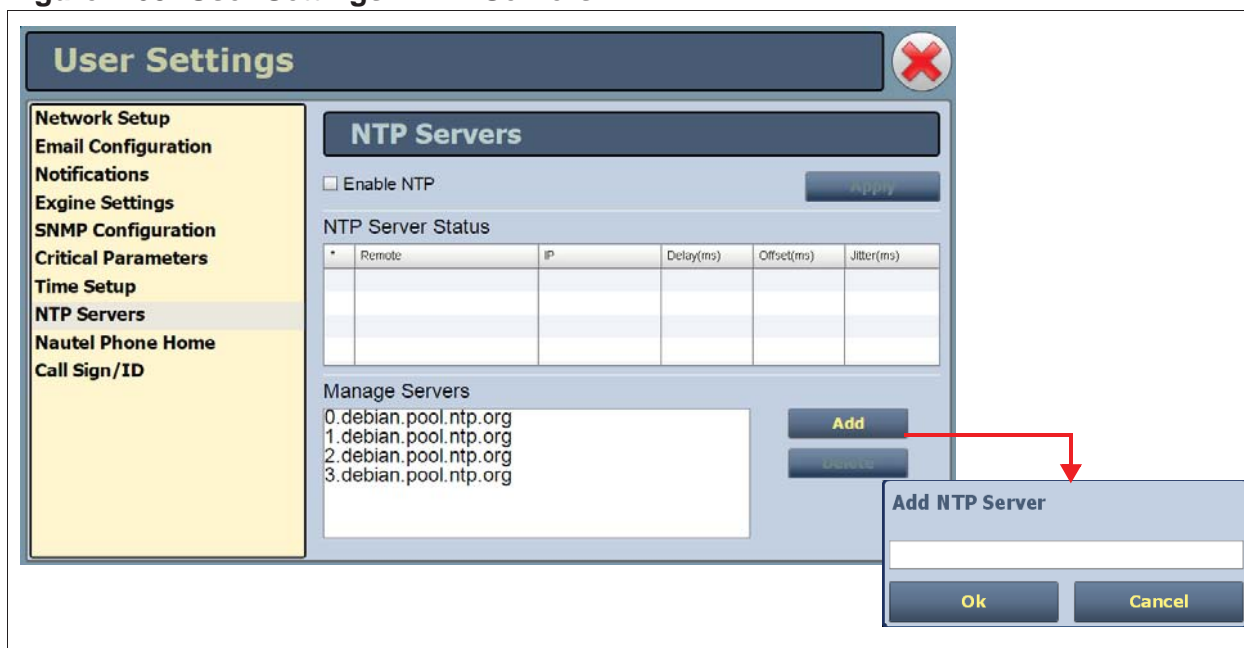 User Settings
Network Setup
Email Configuration
Notifications
Exgine Settings
SNMP Configuration
Critical Parameters
Time Setup
NTP Servers
Nautel Phone Home
Call Sign/ID
NTP Servers
Enable NTP
Apply
NTP Server Status
* Remote IP Delay(ms) Offset(ms) Jitter(ms)
Manage Servers
0.debian.pool.ntp.org
1.debian.pool.ntp.org
2.debian.pool.ntp.org
3.debian.pool.ntp.org
Add
Delete
Add NTP Server
Ok Cancel